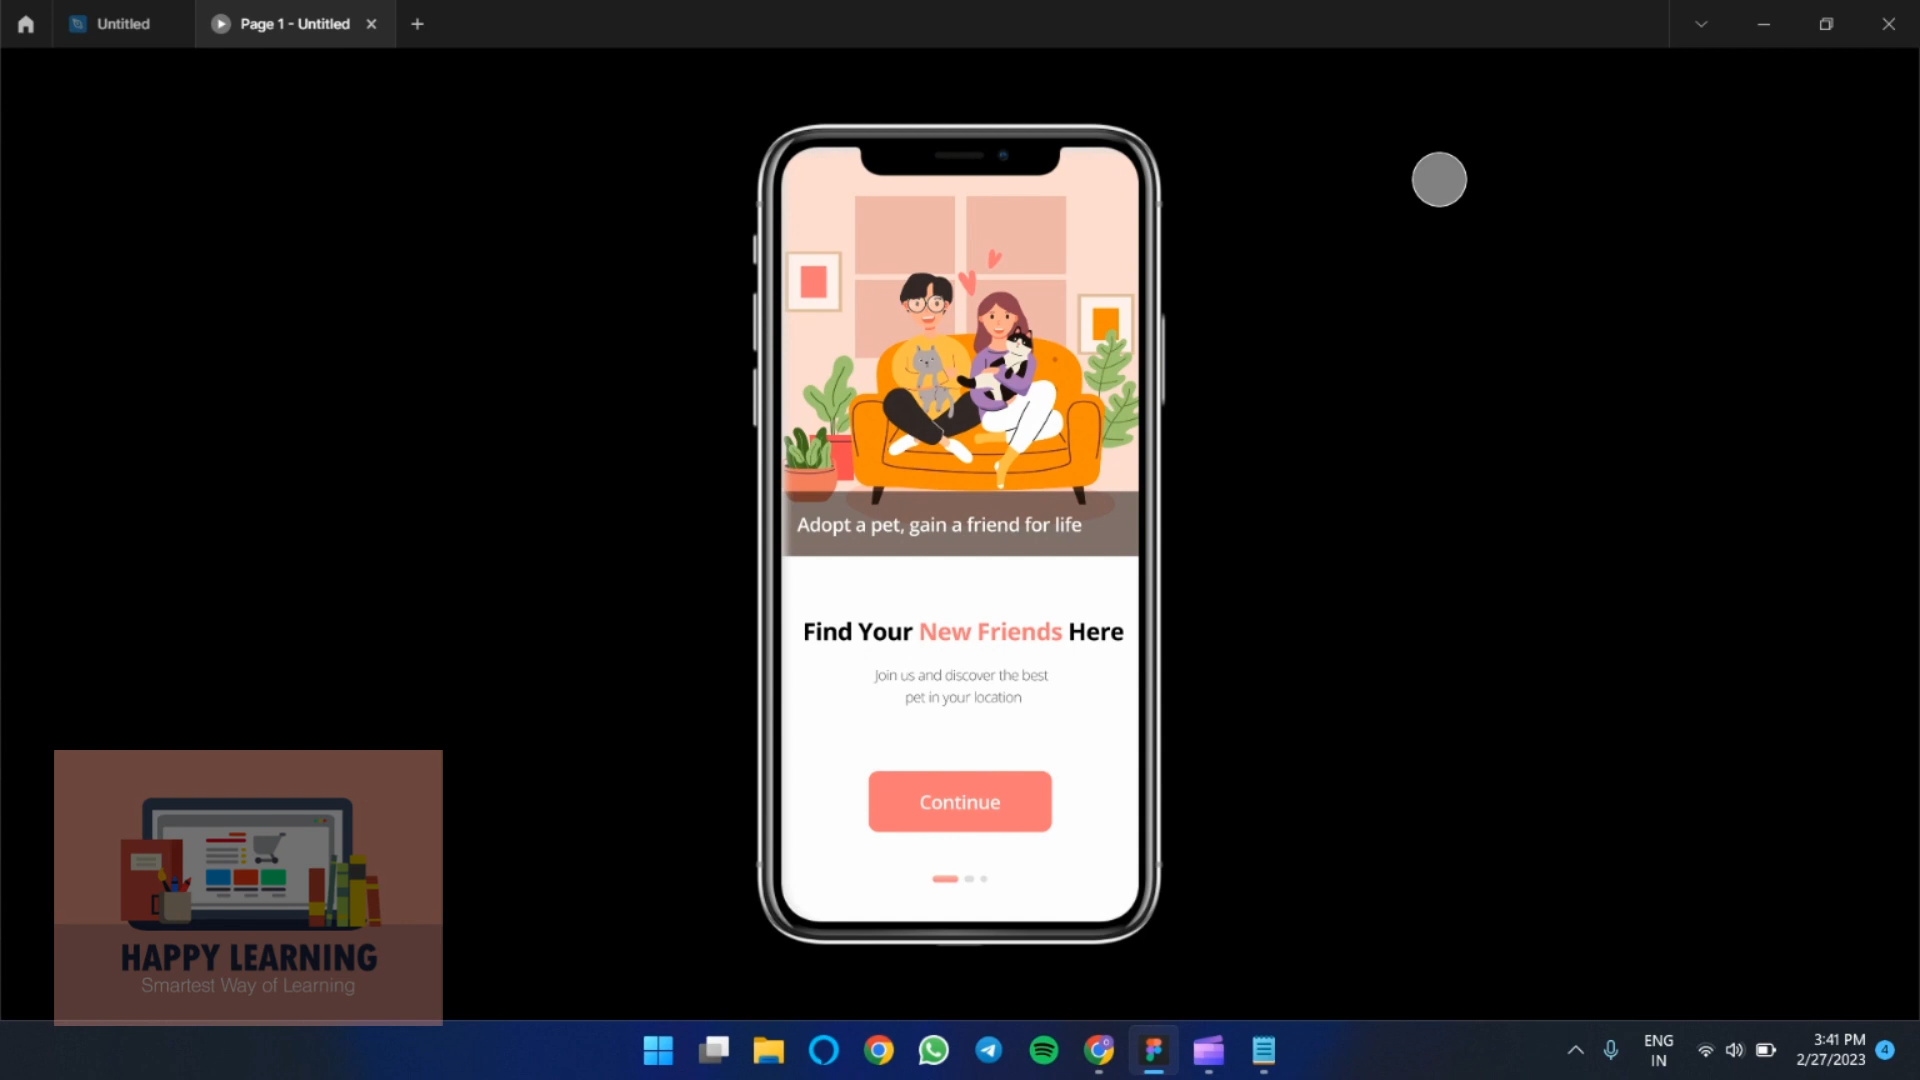 Untitled
Page 1 - Untitled
Adopt a pet, gain a friend for life
Find Your New Friends Here
Join us and discover the best
pet in your location
Continue
HAPPY LEARNING
Smartest Way of Learning
ENG
IN
3:41 PM
2/27/2023
4